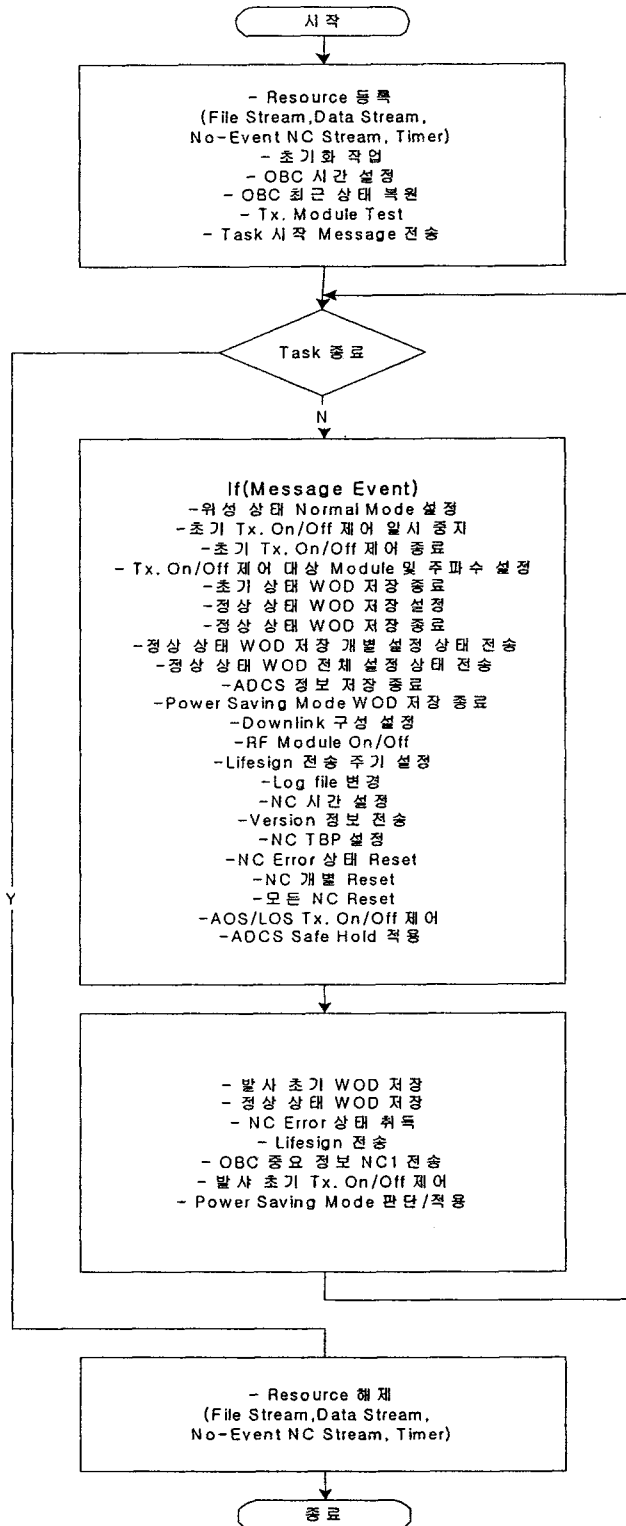 시작
- Resource 등록
(File Stream,Data Stream,
No-Event NC Stream, Timer)
- 초기화 작업
- OBC 시간 설정
- OBC 최근 상태 복원
- Tx. Module Test
- Task 시작 Message 전송
Task 종료
N
If(Message Event)
-위성 상태 Normal Mode 설정
-초기 Tx. On/Off 제어 일시 중지
-초기 Tx. On/Off 제어 종료
- Tx. On/Off 제어 대상 Module 및 주파수 설정
-초기 상태 WOD 저장 종료
-정상 상태 WOD 저장 설정
-정상 상태 WOD 저장 종료
-정상 상태 WOD 저장 개별 설정 상태 전송
-정상 상태 WOD 전체 설정 상태 전송
-ADCS 정보 저장 종료
-Power Saving Mode WOD 저장 종료
-Downlink 구성 설정
-RF Module On/Off
-Lifesign 전송 주기 설정
-Log file 변경
-NC 시간 설정
-Version 정보 전송
-NC TBP 설정
-NC Error 상태 Reset
-NC 개별 Reset
-모든 NC Reset
-AOS/LOS Tx. On/Off 제어
-ADCS Safe Hold 적용
Y
- 발사 초기 WOD 저장
- 정상 상태 WOD 저장
- NC Error 상태 취득
- Lifesign 전송
- OBC 중요 정보 NC1 전송
- 발사 초기 Tx. On/Off 제어
- Power Saving Mode 판단/적용
- Resource 해제
(File Stream,Data Stream,
No-Event NC Stream, Timer)
종료